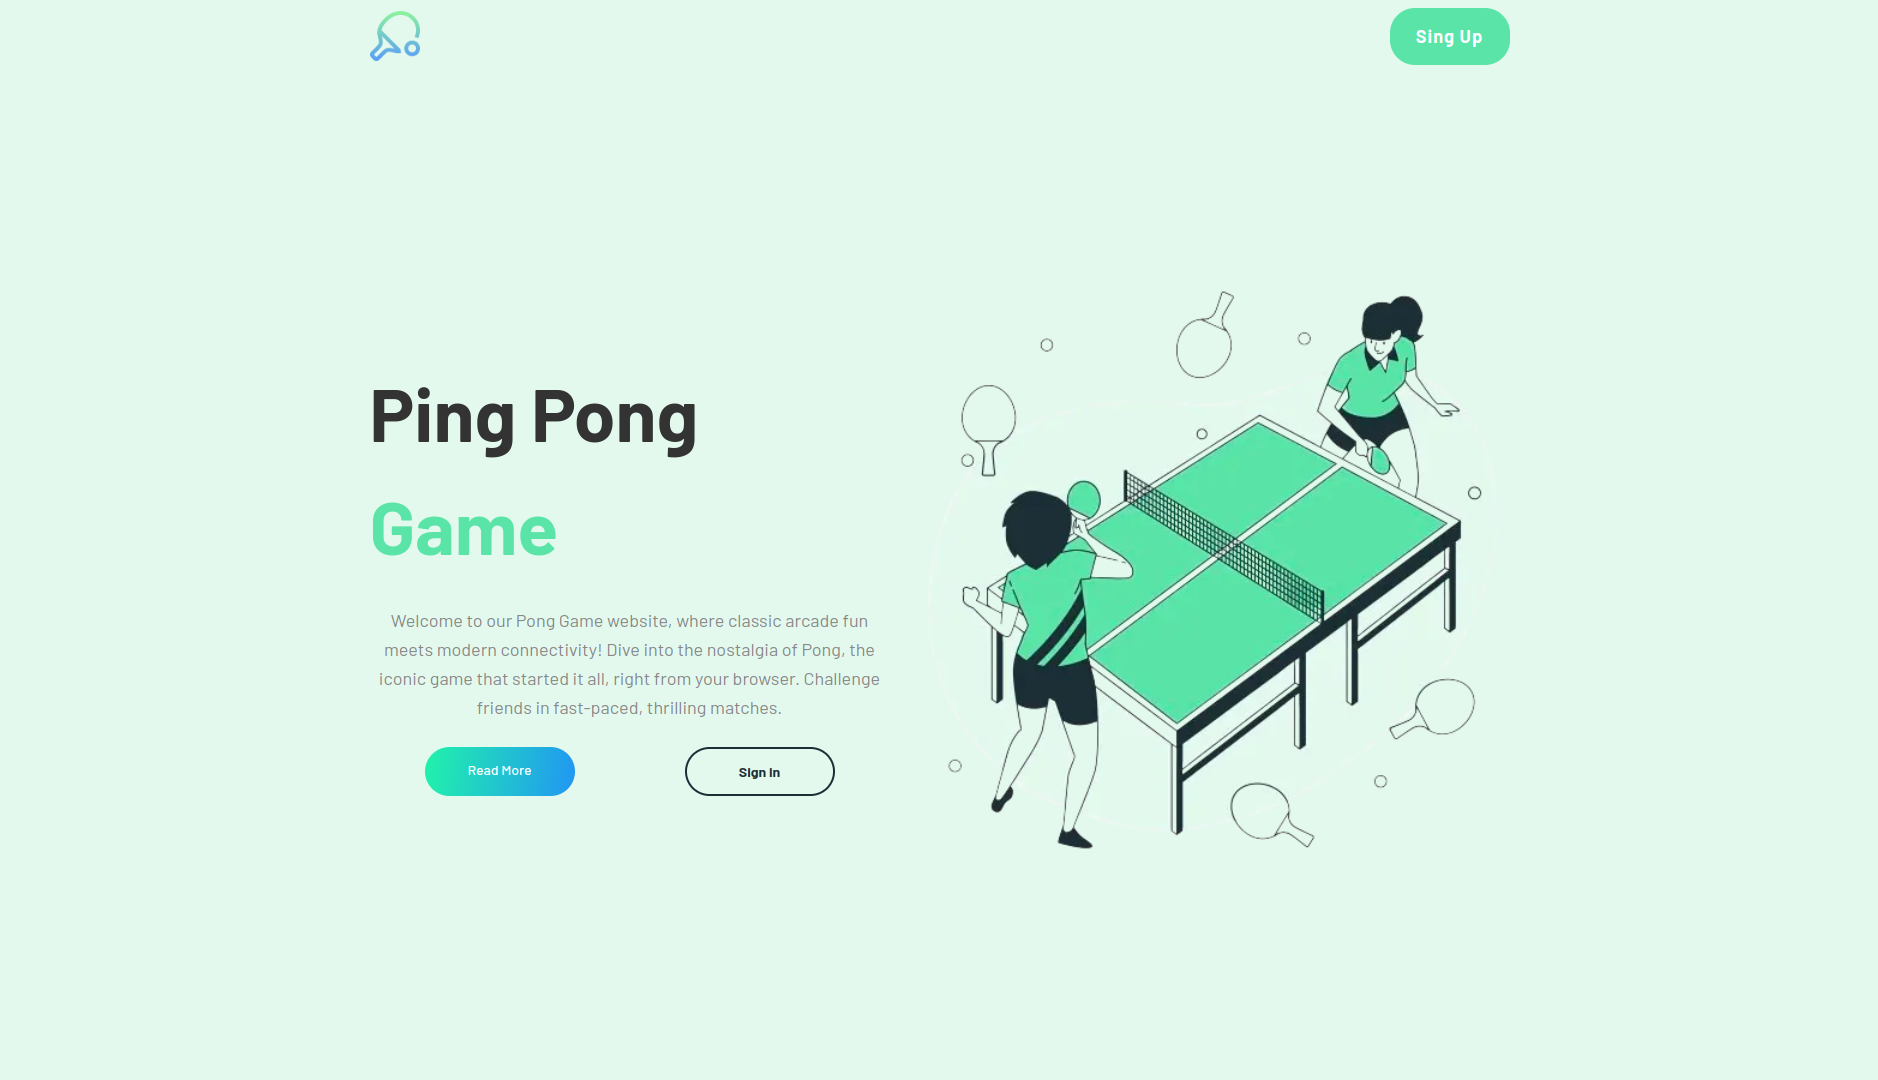 Sing Up
Ping Pong
Game
Welcome to our Pong Game website, where classic arcade fun
meets modern connectivity! Dive into the nostalgia of Pong, the
iconic game that started it all, right from your browser. Challenge
friends in fast-paced, thrilling matches.
Read More
Sign in